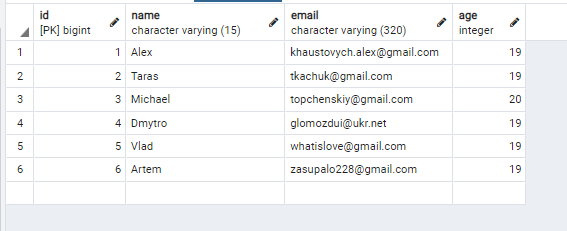 id name email age
[PK] bigint character varying (15) character varying (320) integer
1 1 Alex khaustovych.alex@gmail.com 19
2 2 Taras tkachuk@gmail.com 19
3 3 Michael topchenskiy@gmail.com 20
4 4 Dmytro glomozdui@ukr.net 19
5 5 Vlad whatislove@gmail.com 19
6 6 Artem zasupalo228@gmail.com 19